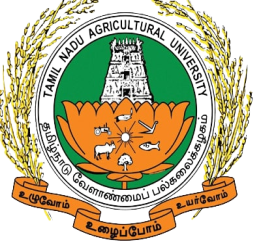 TAMIL NADU AGRICULTURAL UNIVERSITY
தமிழ்நாடு வேளாண்மைப் பல்கலைக்கழகம்
உழுவோம்
உழைப்போம்
உயர்வோம்